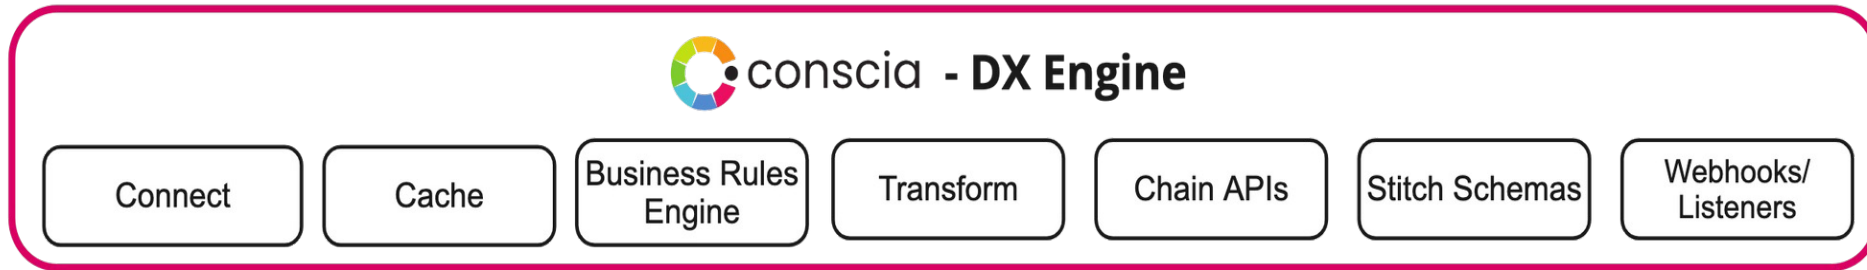 conscia - DX Engine
Connect
Cache
Business Rules
Engine
Transform
Chain APIs
Stitch Schemas
Webhooks/
Listeners